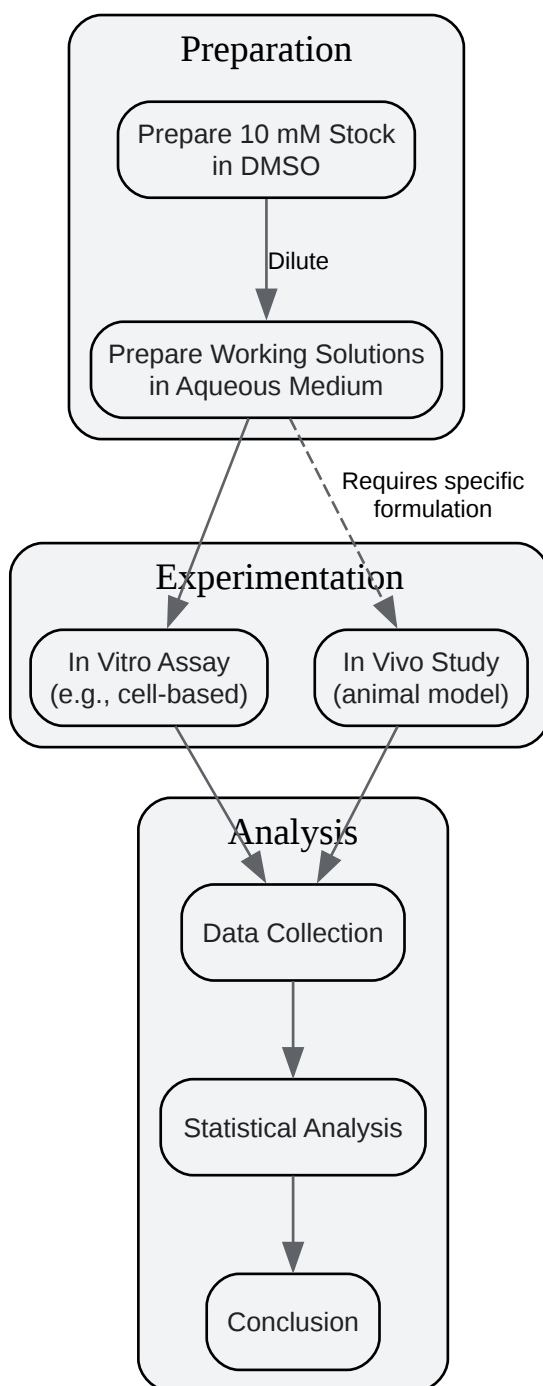 Preparation
Prepare 10 mM Stock
in DMSO
Dilute
Prepare Working Solutions
in Aqueous Medium
Requires specific
formulation
Experimentation
In Vitro Assay
(e.g., cell-based)
In Vivo Study
(animal model)
Analysis
Data Collection
Statistical Analysis
Conclusion